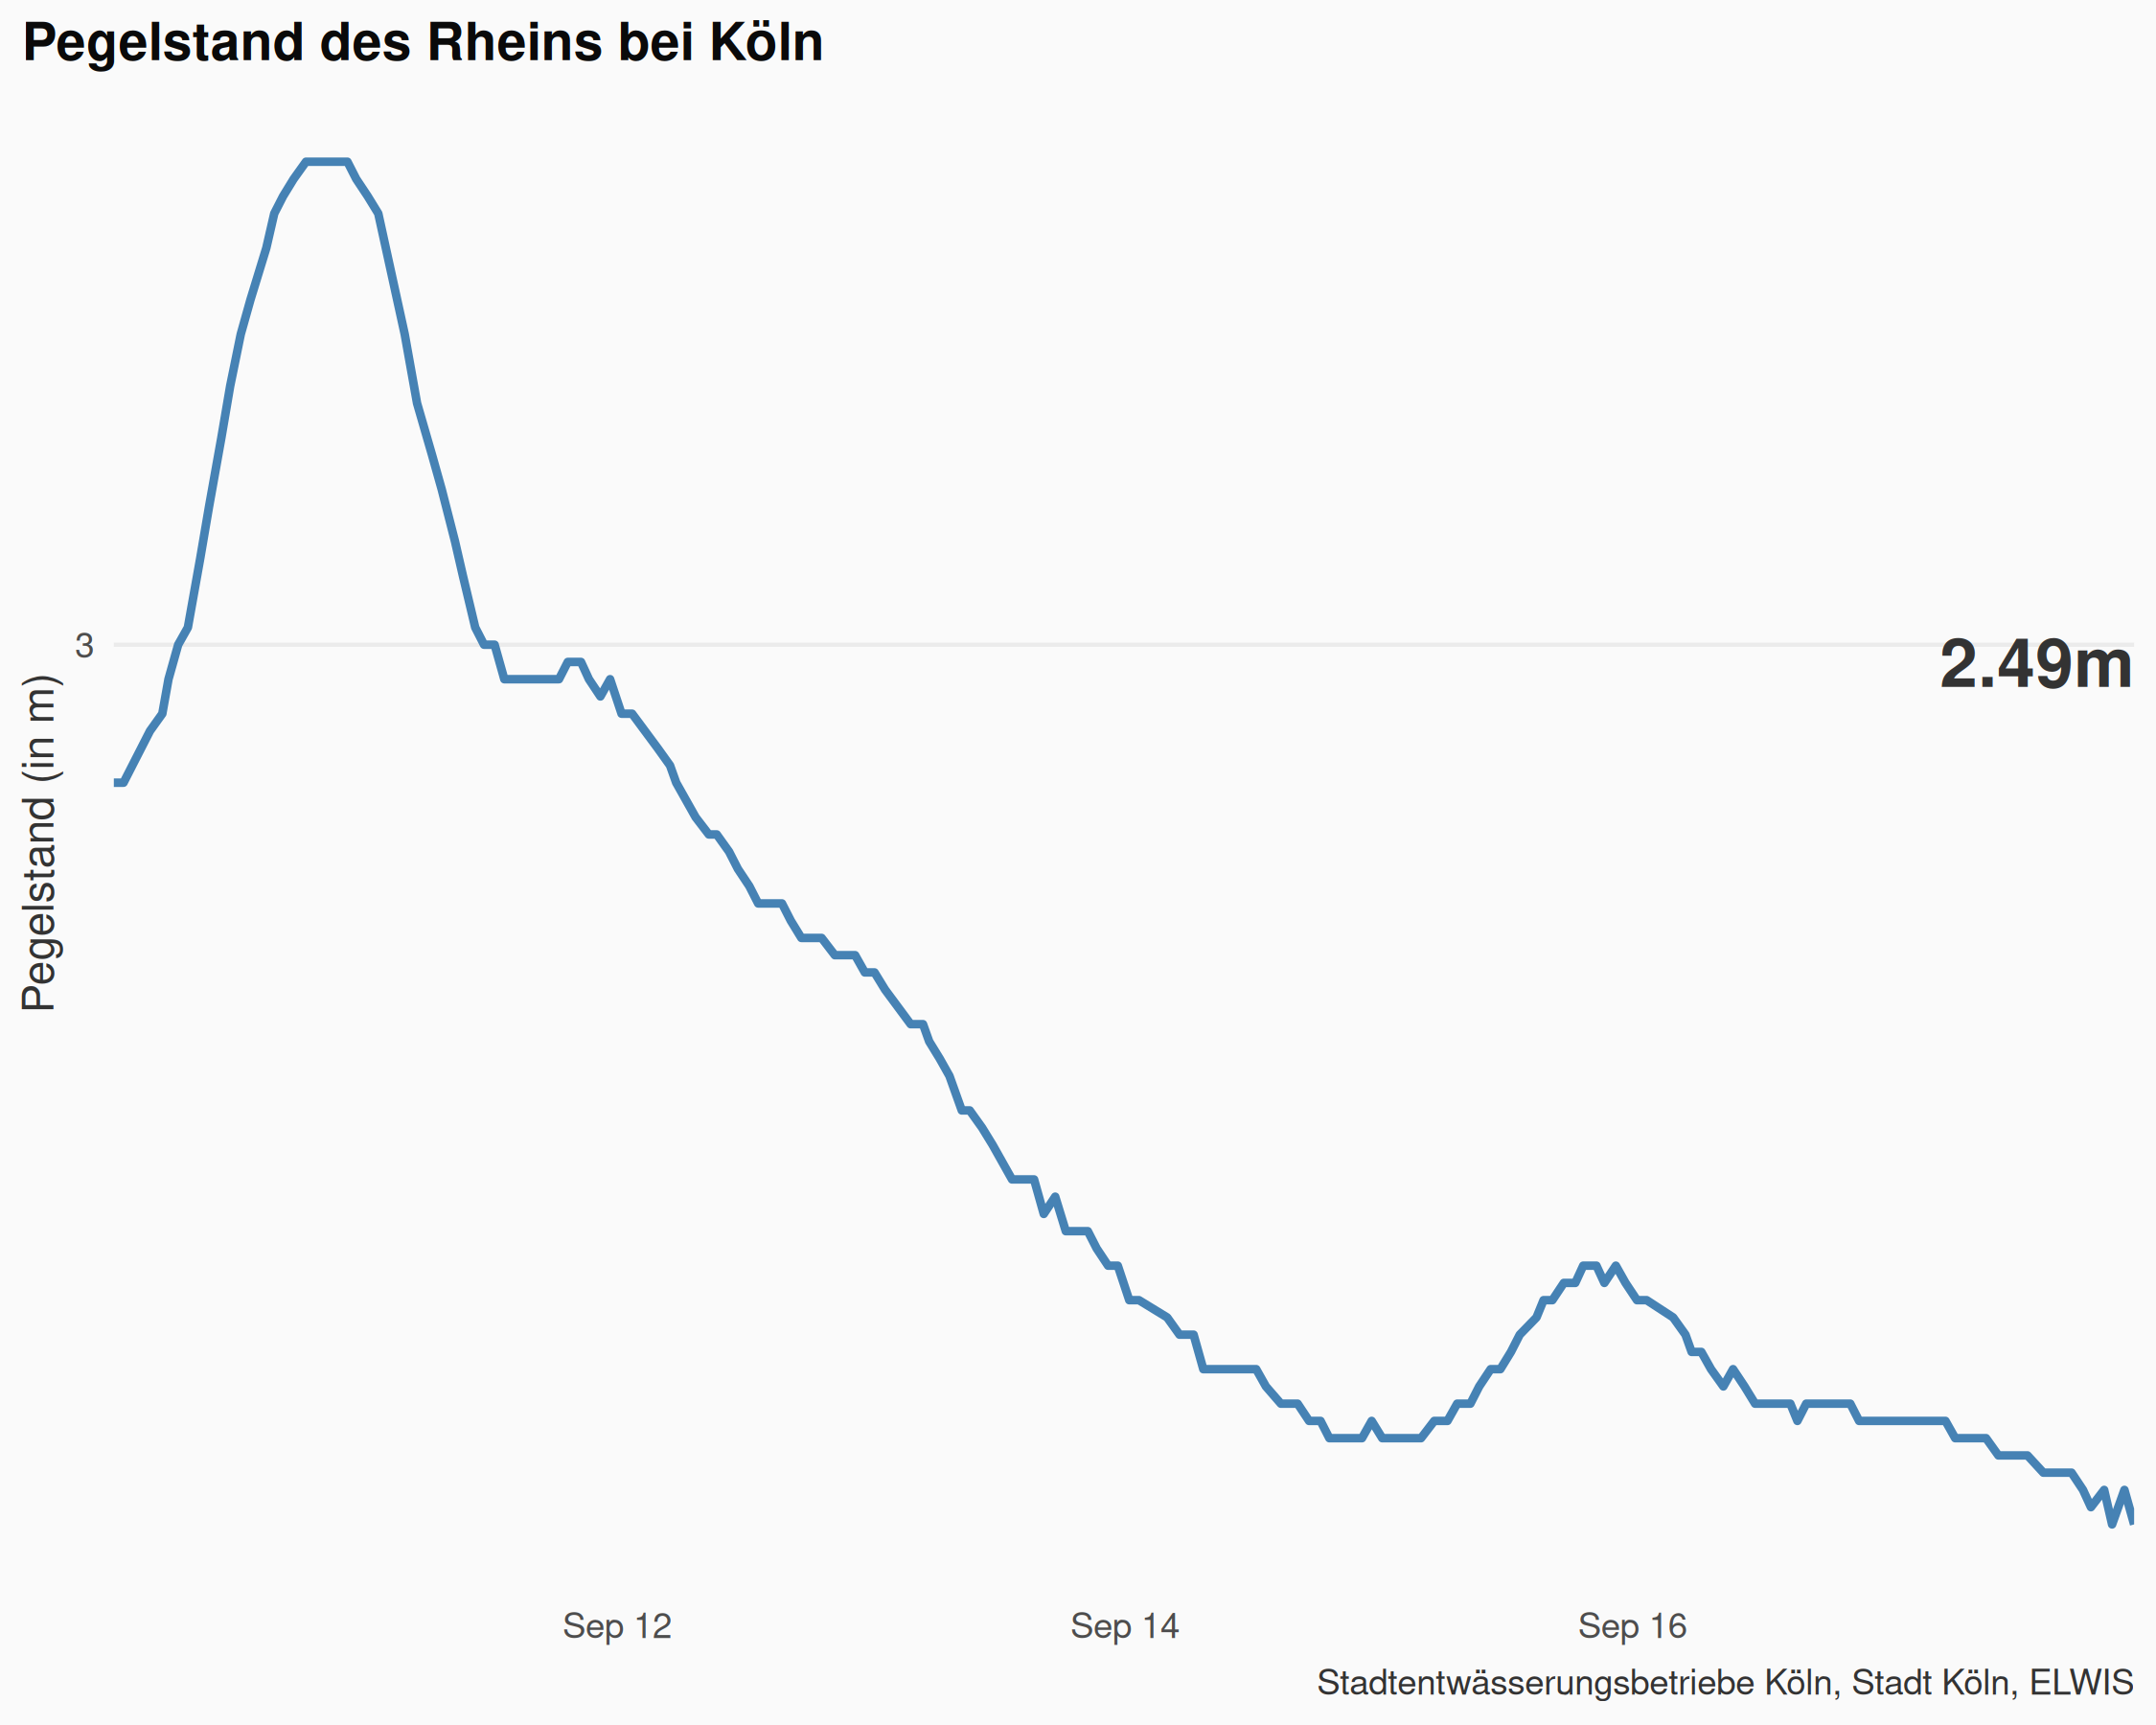 Pegelstand des Rheins bei Köln
3
2.49m
Pegelstand (in m)
Sep 12
Sep 14
Sep 16
Stadtentwässerungsbetriebe Köln, Stadt Köln, ELWIS